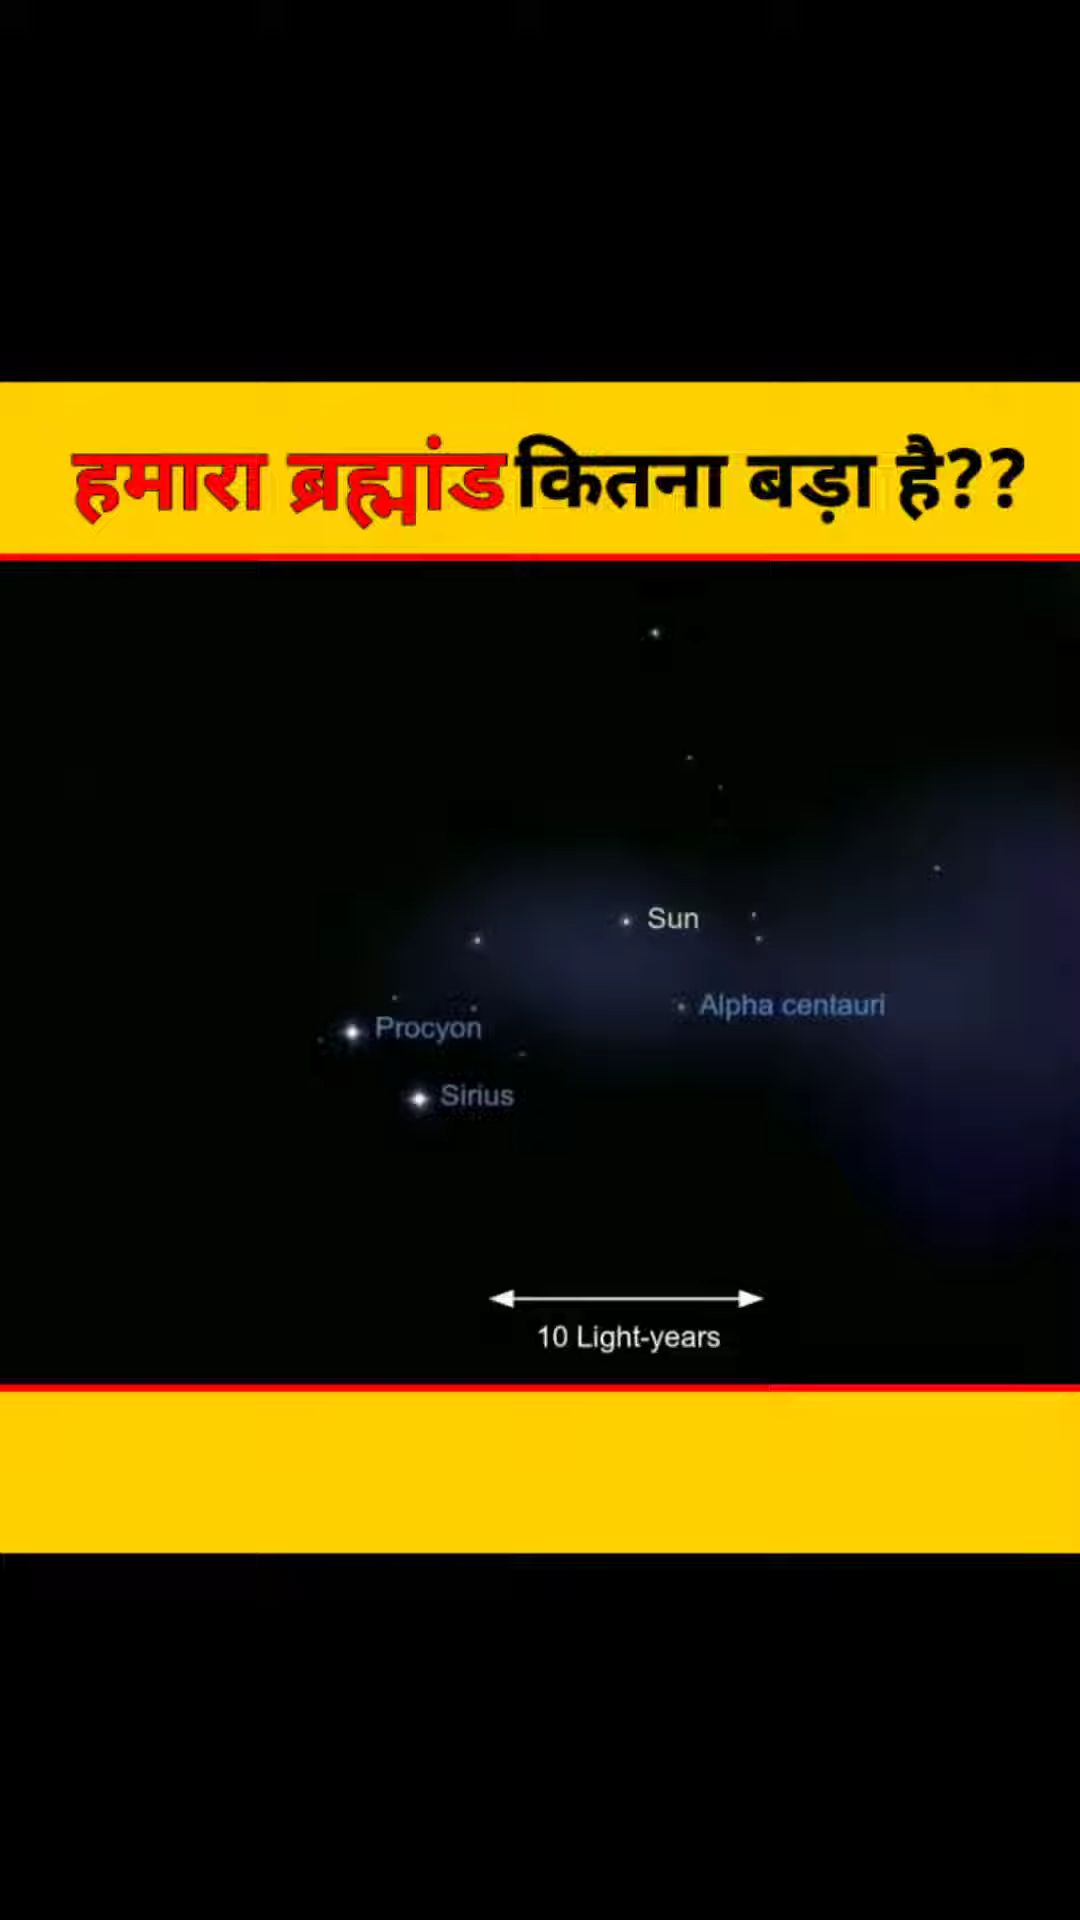 हमारा ब्रह्मांड कितना बड़ा है??
Sun
Alpha centauri
Procyon
Sirius
10 Light-years